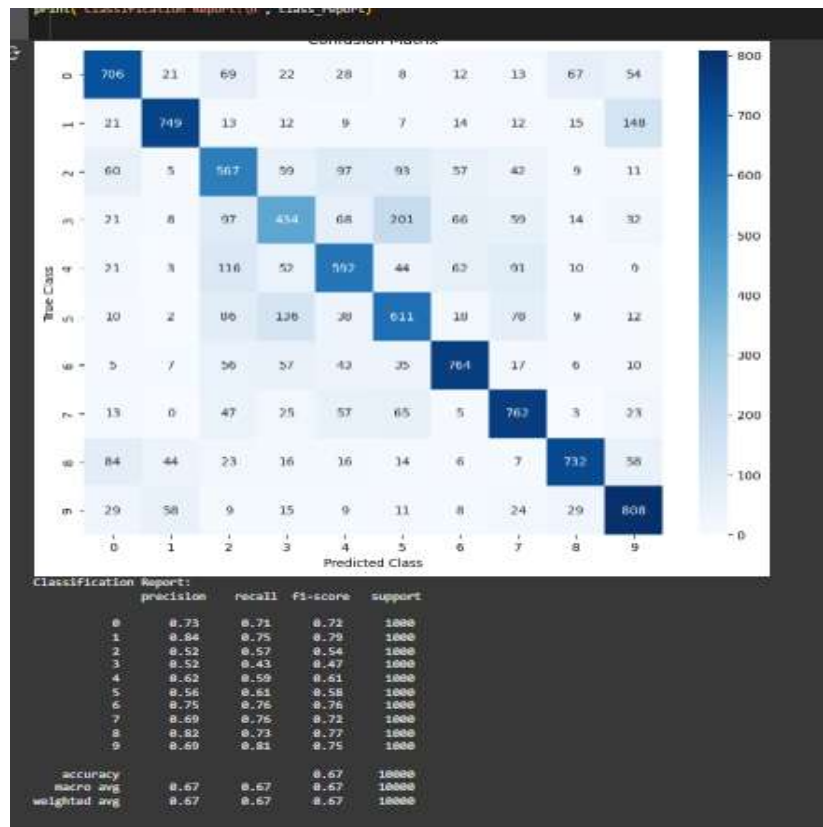 print("Classification Report:\n", class_report)
Confusion Matrix
0 706 21 69 22 28 8 12 13 67 54
1 21 749 13 12 9 7 14 12 15 148
2 60 5 567 59 97 93 57 42 9 11
3 21 8 97 434 68 201 66 59 14 32
4 21 3 116 52 592 44 62 91 10 9
5 10 2 86 136 38 611 18 78 9 12
6 5 7 56 57 43 35 764 17 6 10
7 13 0 47 25 57 65 5 762 3 23
8 84 44 23 16 16 14 6 7 732 58
9 29 58 9 15 9 11 8 24 29 808
0 1 2 3 4 5 6 7 8 9
True Class
Predicted Class
800
700
600
500
400
300
200
100
0
Classification Report:
precision recall f1-score support
0 0.73 0.71 0.72 1000
1 0.84 0.75 0.79 1000
2 0.52 0.57 0.54 1000
3 0.52 0.43 0.47 1000
4 0.62 0.59 0.61 1000
5 0.56 0.61 0.58 1000
6 0.75 0.76 0.76 1000
7 0.69 0.76 0.72 1000
8 0.82 0.73 0.77 1000
9 0.69 0.81 0.75 1000
accuracy 0.67 10000
macro avg 0.67 0.67 0.67 10000
weighted avg 0.67 0.67 0.67 10000